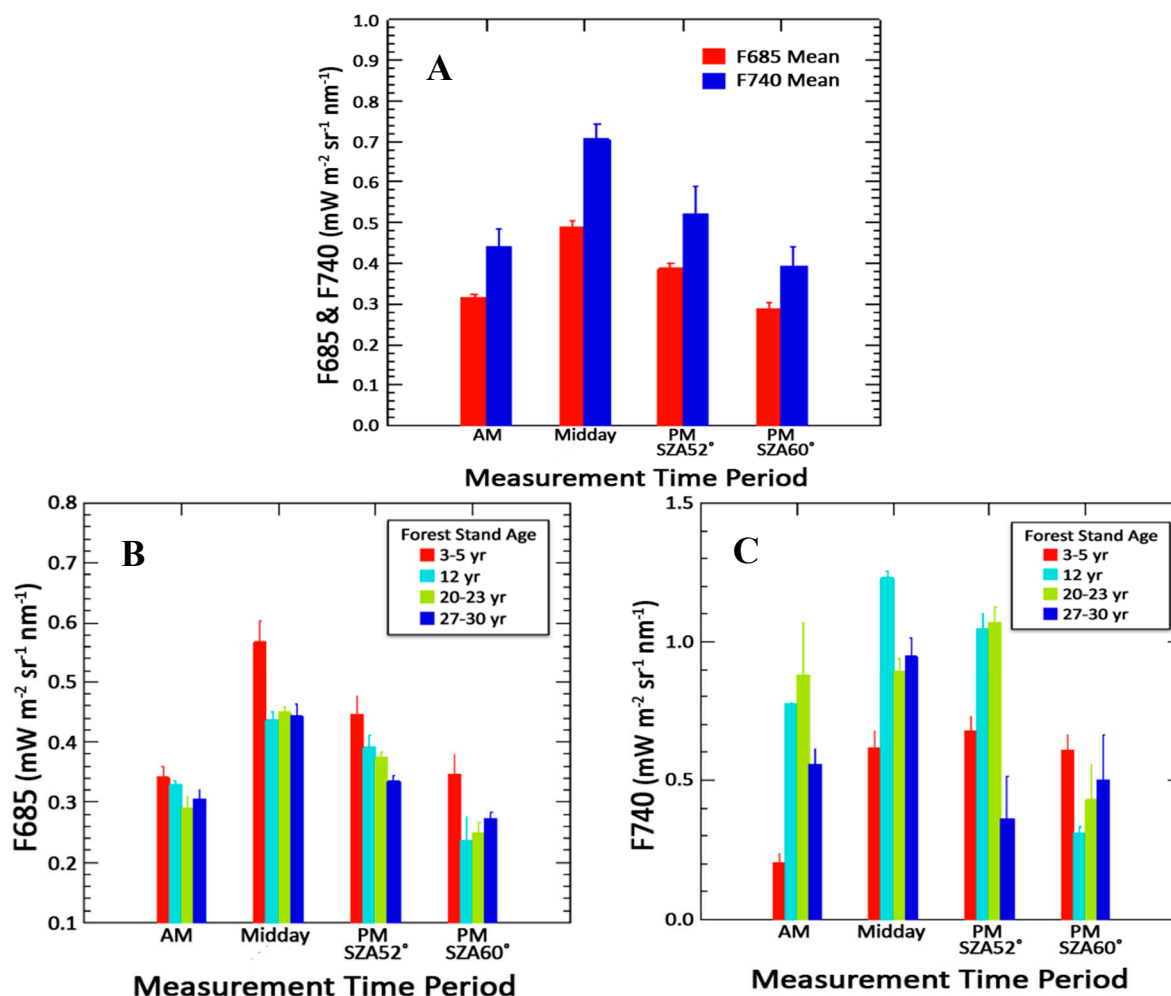 A
F685 Mean
F740 Mean
1.0
0.9
0.8
0.7
0.6
0.5
0.4
0.3
0.2
0.1
0.0
F685 & F740 (mW m⁻² sr⁻¹ nm⁻¹)
AM Midday PM PM
SZA52° SZA60°
Measurement Time Period
B
Forest Stand Age
3-5 yr
12 yr
20-23 yr
27-30 yr
0.8
0.7
0.6
0.5
0.4
0.3
0.2
0.1
F685 (mW m⁻² sr⁻¹ nm⁻¹)
AM Midday PM PM
SZA52° SZA60°
Measurement Time Period
C
Forest Stand Age
3-5 yr
12 yr
20-23 yr
27-30 yr
1.5
1.0
0.5
0.0
F740 (mW m⁻² sr⁻¹ nm⁻¹)
AM Midday PM PM
SZA52° SZA60°
Measurement Time Period